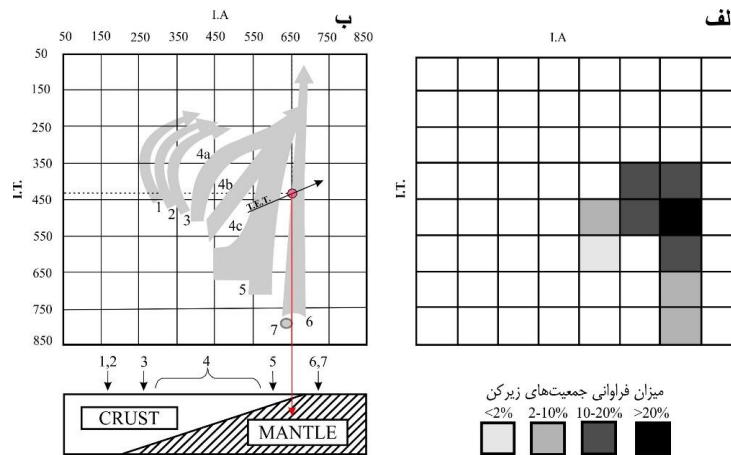 I.A
ب
50 150 250 350 450 550 650 750 850
50
150
250
350
450
550
650
750
850
I.T.
1
2
3
4a
4b
4c
T.E.T.
5
6
7
1,2
3
4
5
6,7
CRUST
MANTLE
الف
I.A
I.T.
میزان فراوانی جمعیت‌های زیرکن
<2% 2-10% 10-20% >20%